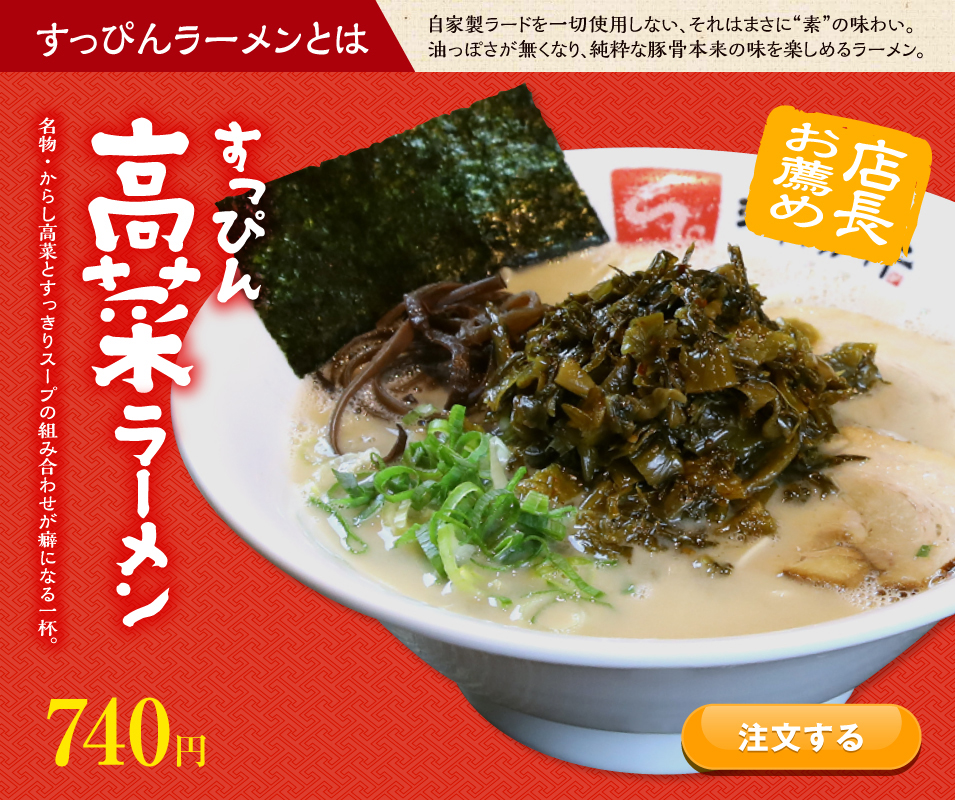 すっぴんラーメンとは
自家製ラードを一切使用しない、それはまさに“素”の味わい。
油っぽさが無くなり、純粋な豚骨本来の味を楽しめるラーメン。
店長
お薦め
すっぴん
高菜ラーメン
名物・からし高菜とすっきりスープの組み合わせが癖になる一杯。
740円
注文する